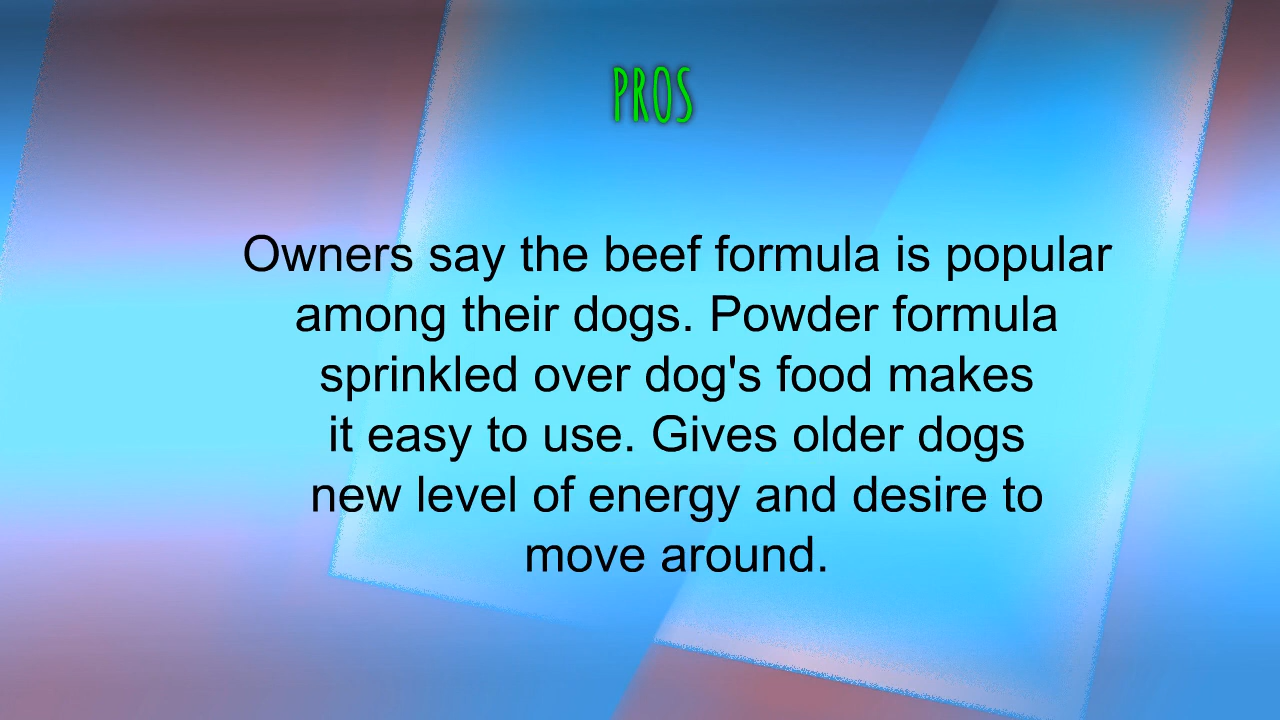 PROS
Owners say the beef formula is popular
among their dogs. Powder formula
sprinkled over dog's food makes
it easy to use. Gives older dogs
new level of energy and desire to
move around.